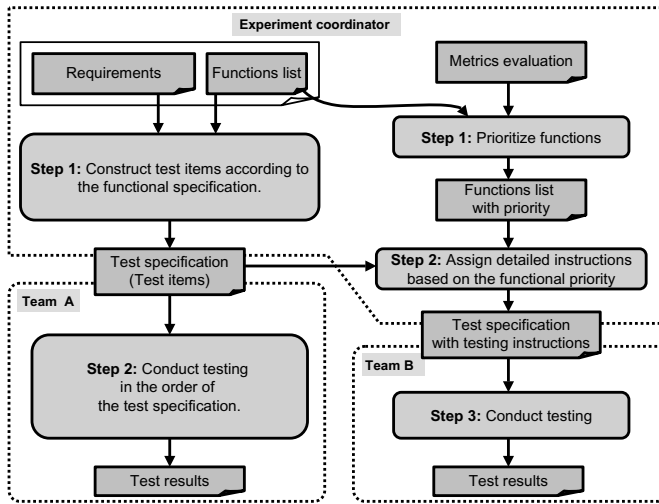 Experiment coordinator
Requirements
Functions list
Metrics evaluation
Step 1: Prioritize functions
Step 1: Construct test items according to
the functional specification.
Functions list
with priority
Test specification
(Test items)
Step 2: Assign detailed instructions
based on the functional priority
Team A
Test specification
with testing instructions
Step 2: Conduct testing
in the order of
the test specification.
Team B
Step 3: Conduct testing
Test results
Test results